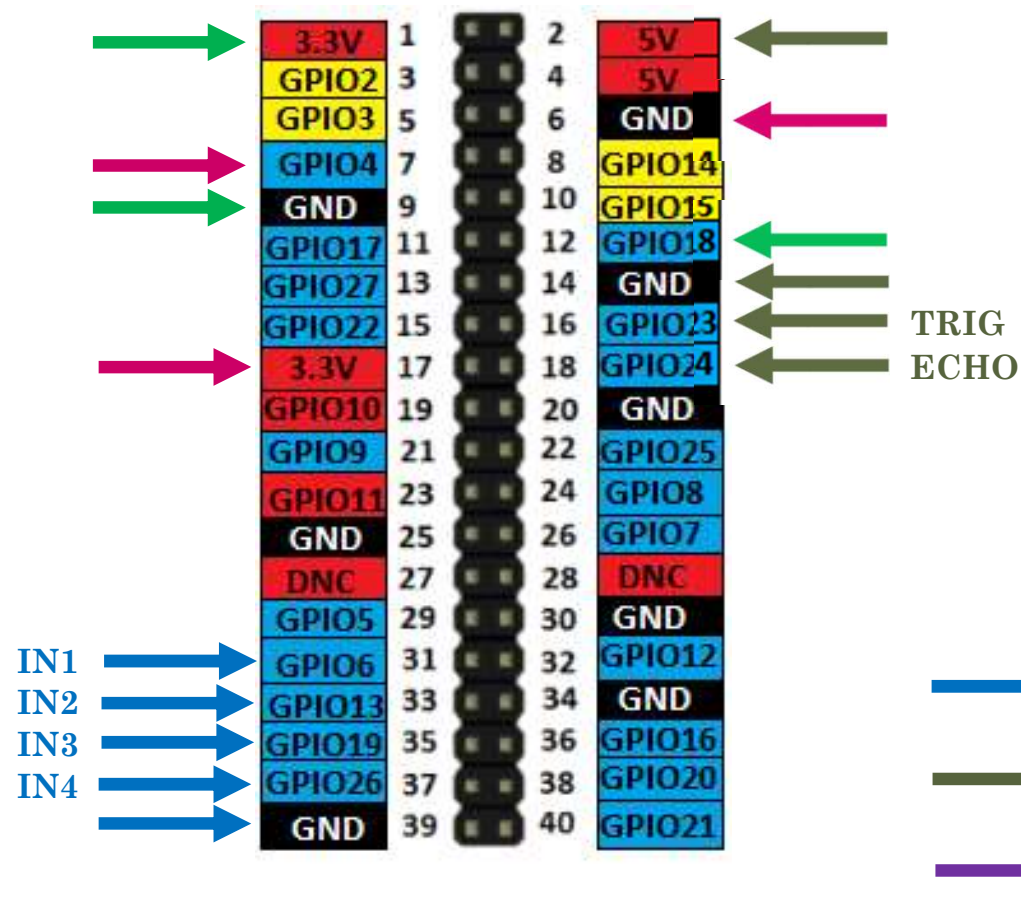 3.3V 1 2 5V
GPIO2 3 4 5V
GPIO3 5 6 GND
GPIO4 7 8 GPIO14
GND 9 10 GPIO15
GPIO17 11 12 GPIO18
GPIO27 13 14 GND
GPIO22 15 16 GPIO23 TRIG
3.3V 17 18 GPIO24 ECHO
GPIO10 19 20 GND
GPIO9 21 22 GPIO25
GPIO11 23 24 GPIO8
GND 25 26 GPIO7
DNC 27 28 DNC
GPIO5 29 30 GND
IN1 GPIO6 31 32 GPIO12
IN2 GPIO13 33 34 GND
IN3 GPIO19 35 36 GPIO16
IN4 GPIO26 37 38 GPIO20
GND 39 40 GPIO21